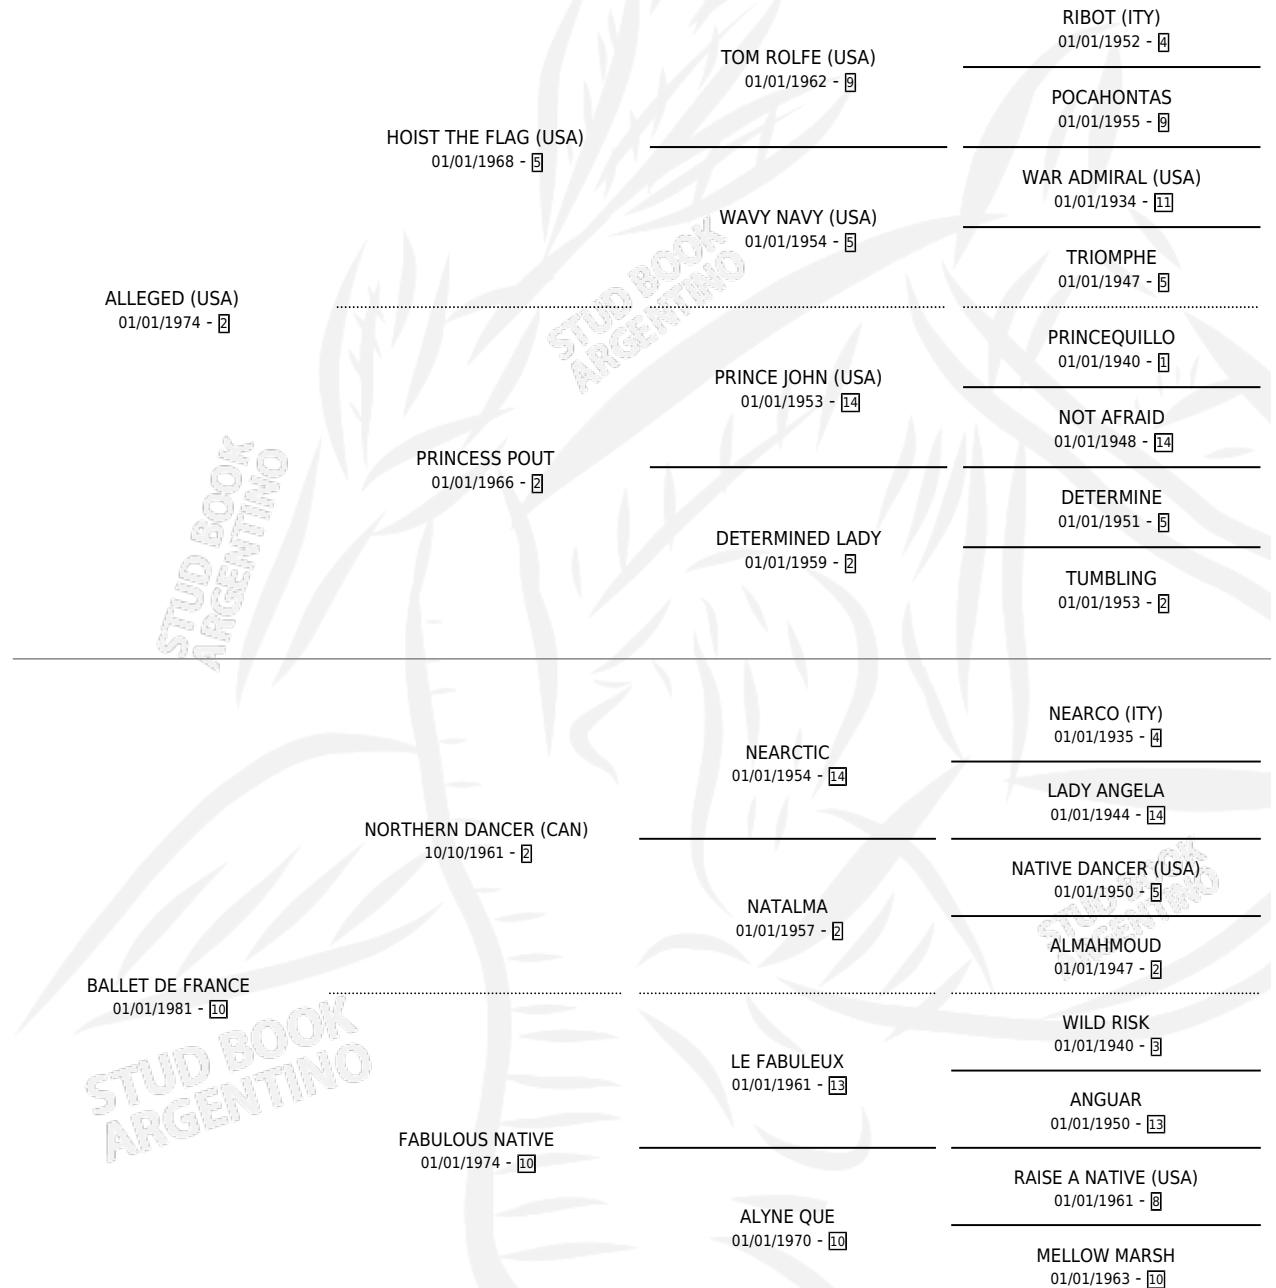 RIBOT (ITY)
01/01/1952 - 4
TOM ROLFE (USA)
01/01/1962 - 9
POCAHONTAS
01/01/1955 - 9
HOIST THE FLAG (USA)
01/01/1968 - 5
WAR ADMIRAL (USA)
01/01/1934 - 11
WAVY NAVY (USA)
01/01/1954 - 5
TRIOMPHE
01/01/1947 - 5
ALLEGED (USA)
01/01/1974 - 2
STUD BOOK
ARGENTINO
PRINCEQUILLO
01/01/1940 - 1
PRINCE JOHN (USA)
01/01/1953 - 14
NOT AFRAID
01/01/1948 - 14
PRINCESS POUT
01/01/1966 - 2
DETERMINE
01/01/1951 - 5
DETERMINED LADY
01/01/1959 - 2
TUMBLING
01/01/1953 - 2
STUD BOOK
ARGENTINO
NEARCO (ITY)
01/01/1935 - 4
NEARCTIC
01/01/1954 - 14
LADY ANGELA
01/01/1944 - 14
NORTHERN DANCER (CAN)
10/10/1961 - 2
NATIVE DANCER (USA)
01/01/1950 - 5
NATALMA
01/01/1957 - 2
STUD BOOK
ARGENTINO
ALMAHMOUD
01/01/1947 - 2
BALLET DE FRANCE
01/01/1981 - 10
WILD RISK
01/01/1940 - 3
STUD BOOK
ARGENTINO
LE FABULEUX
01/01/1961 - 13
ANGUAR
01/01/1950 - 13
FABULOUS NATIVE
01/01/1974 - 10
RAISE A NATIVE (USA)
01/01/1961 - 8
ALYNE QUE
01/01/1970 - 10
MELLOW MARSH
01/01/1963 - 10